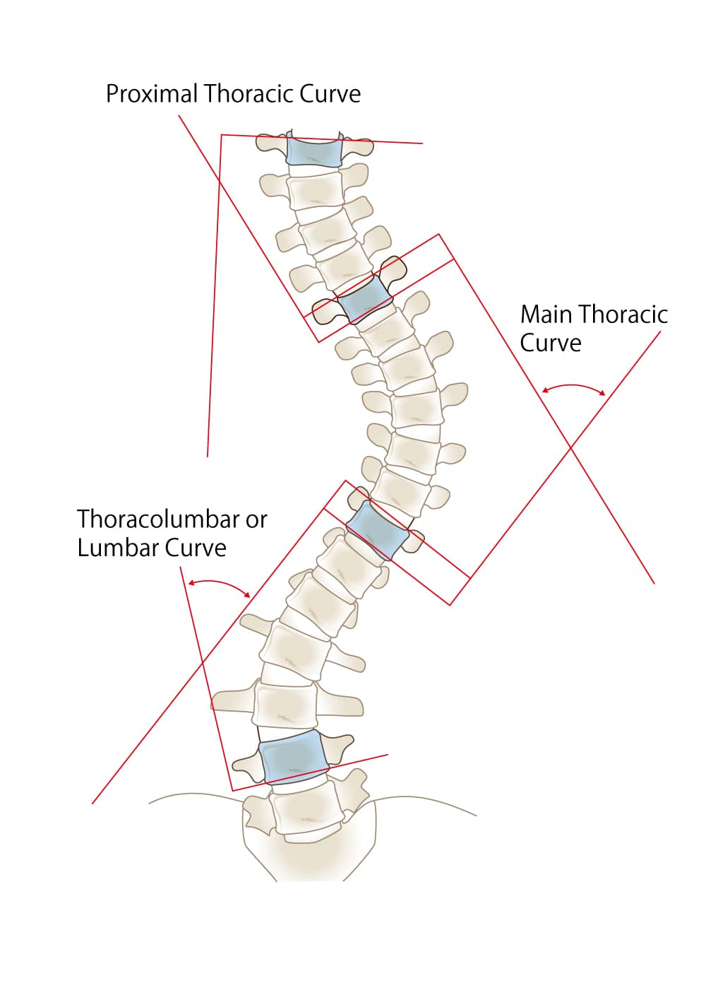 Proximal Thoracic Curve
Main Thoracic
Curve
Thoracolumbar or
Lumbar Curve